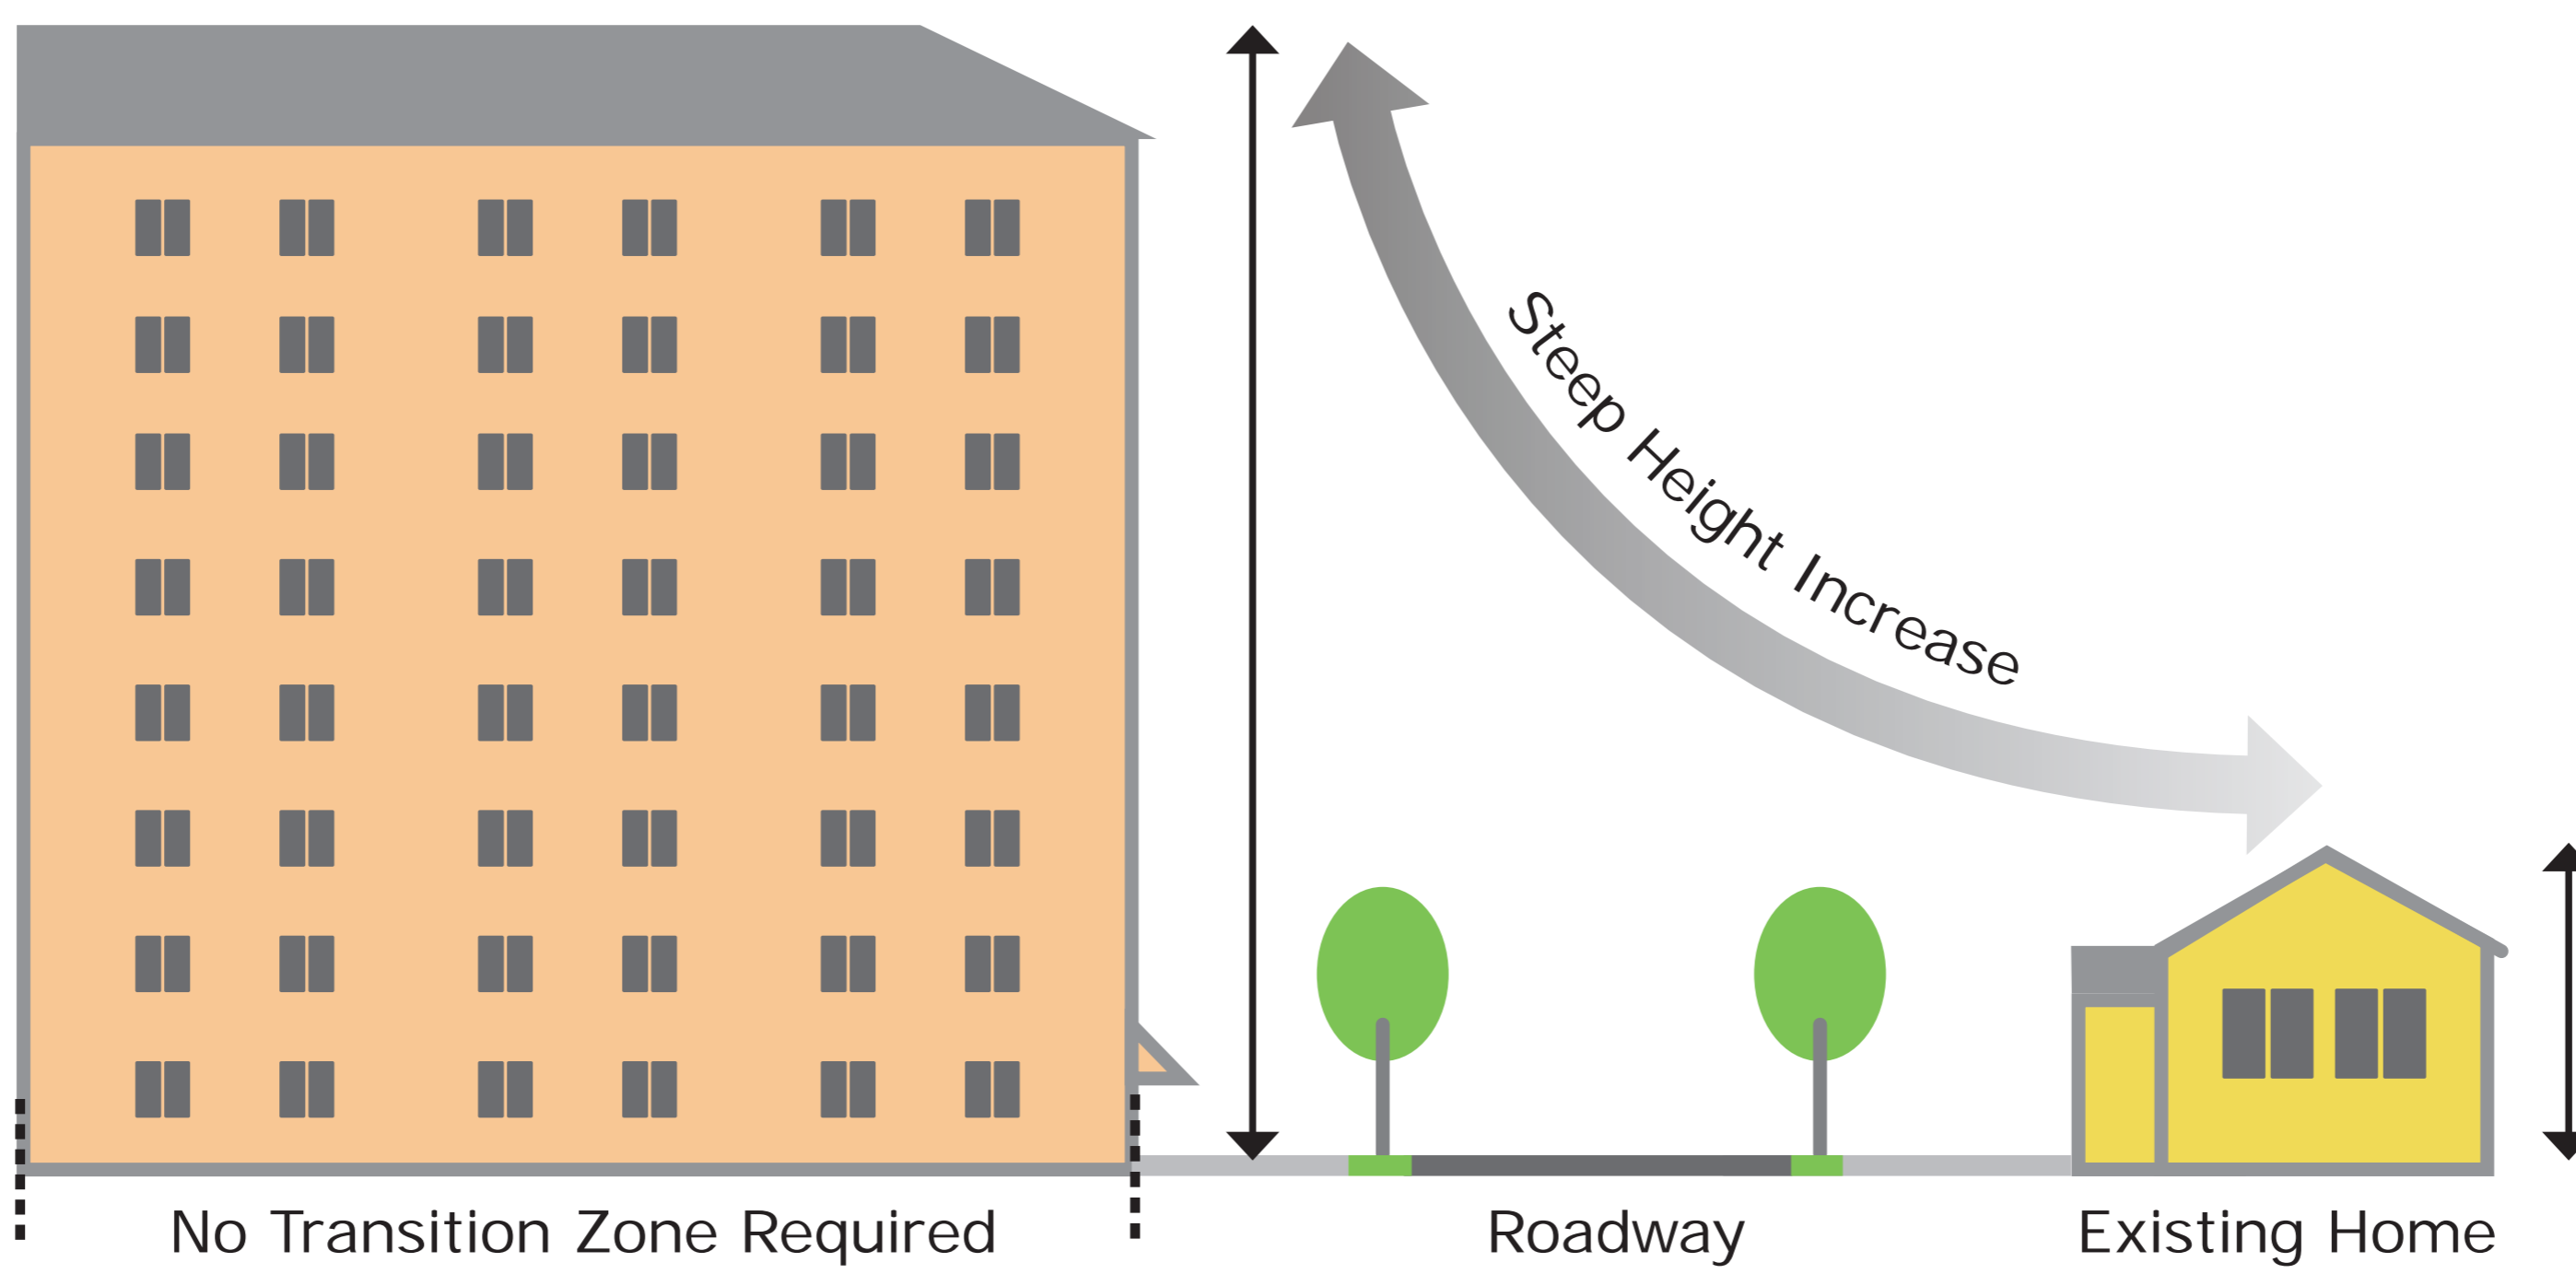 Steep Height Increase
No Transition Zone Required
Roadway
Existing Home